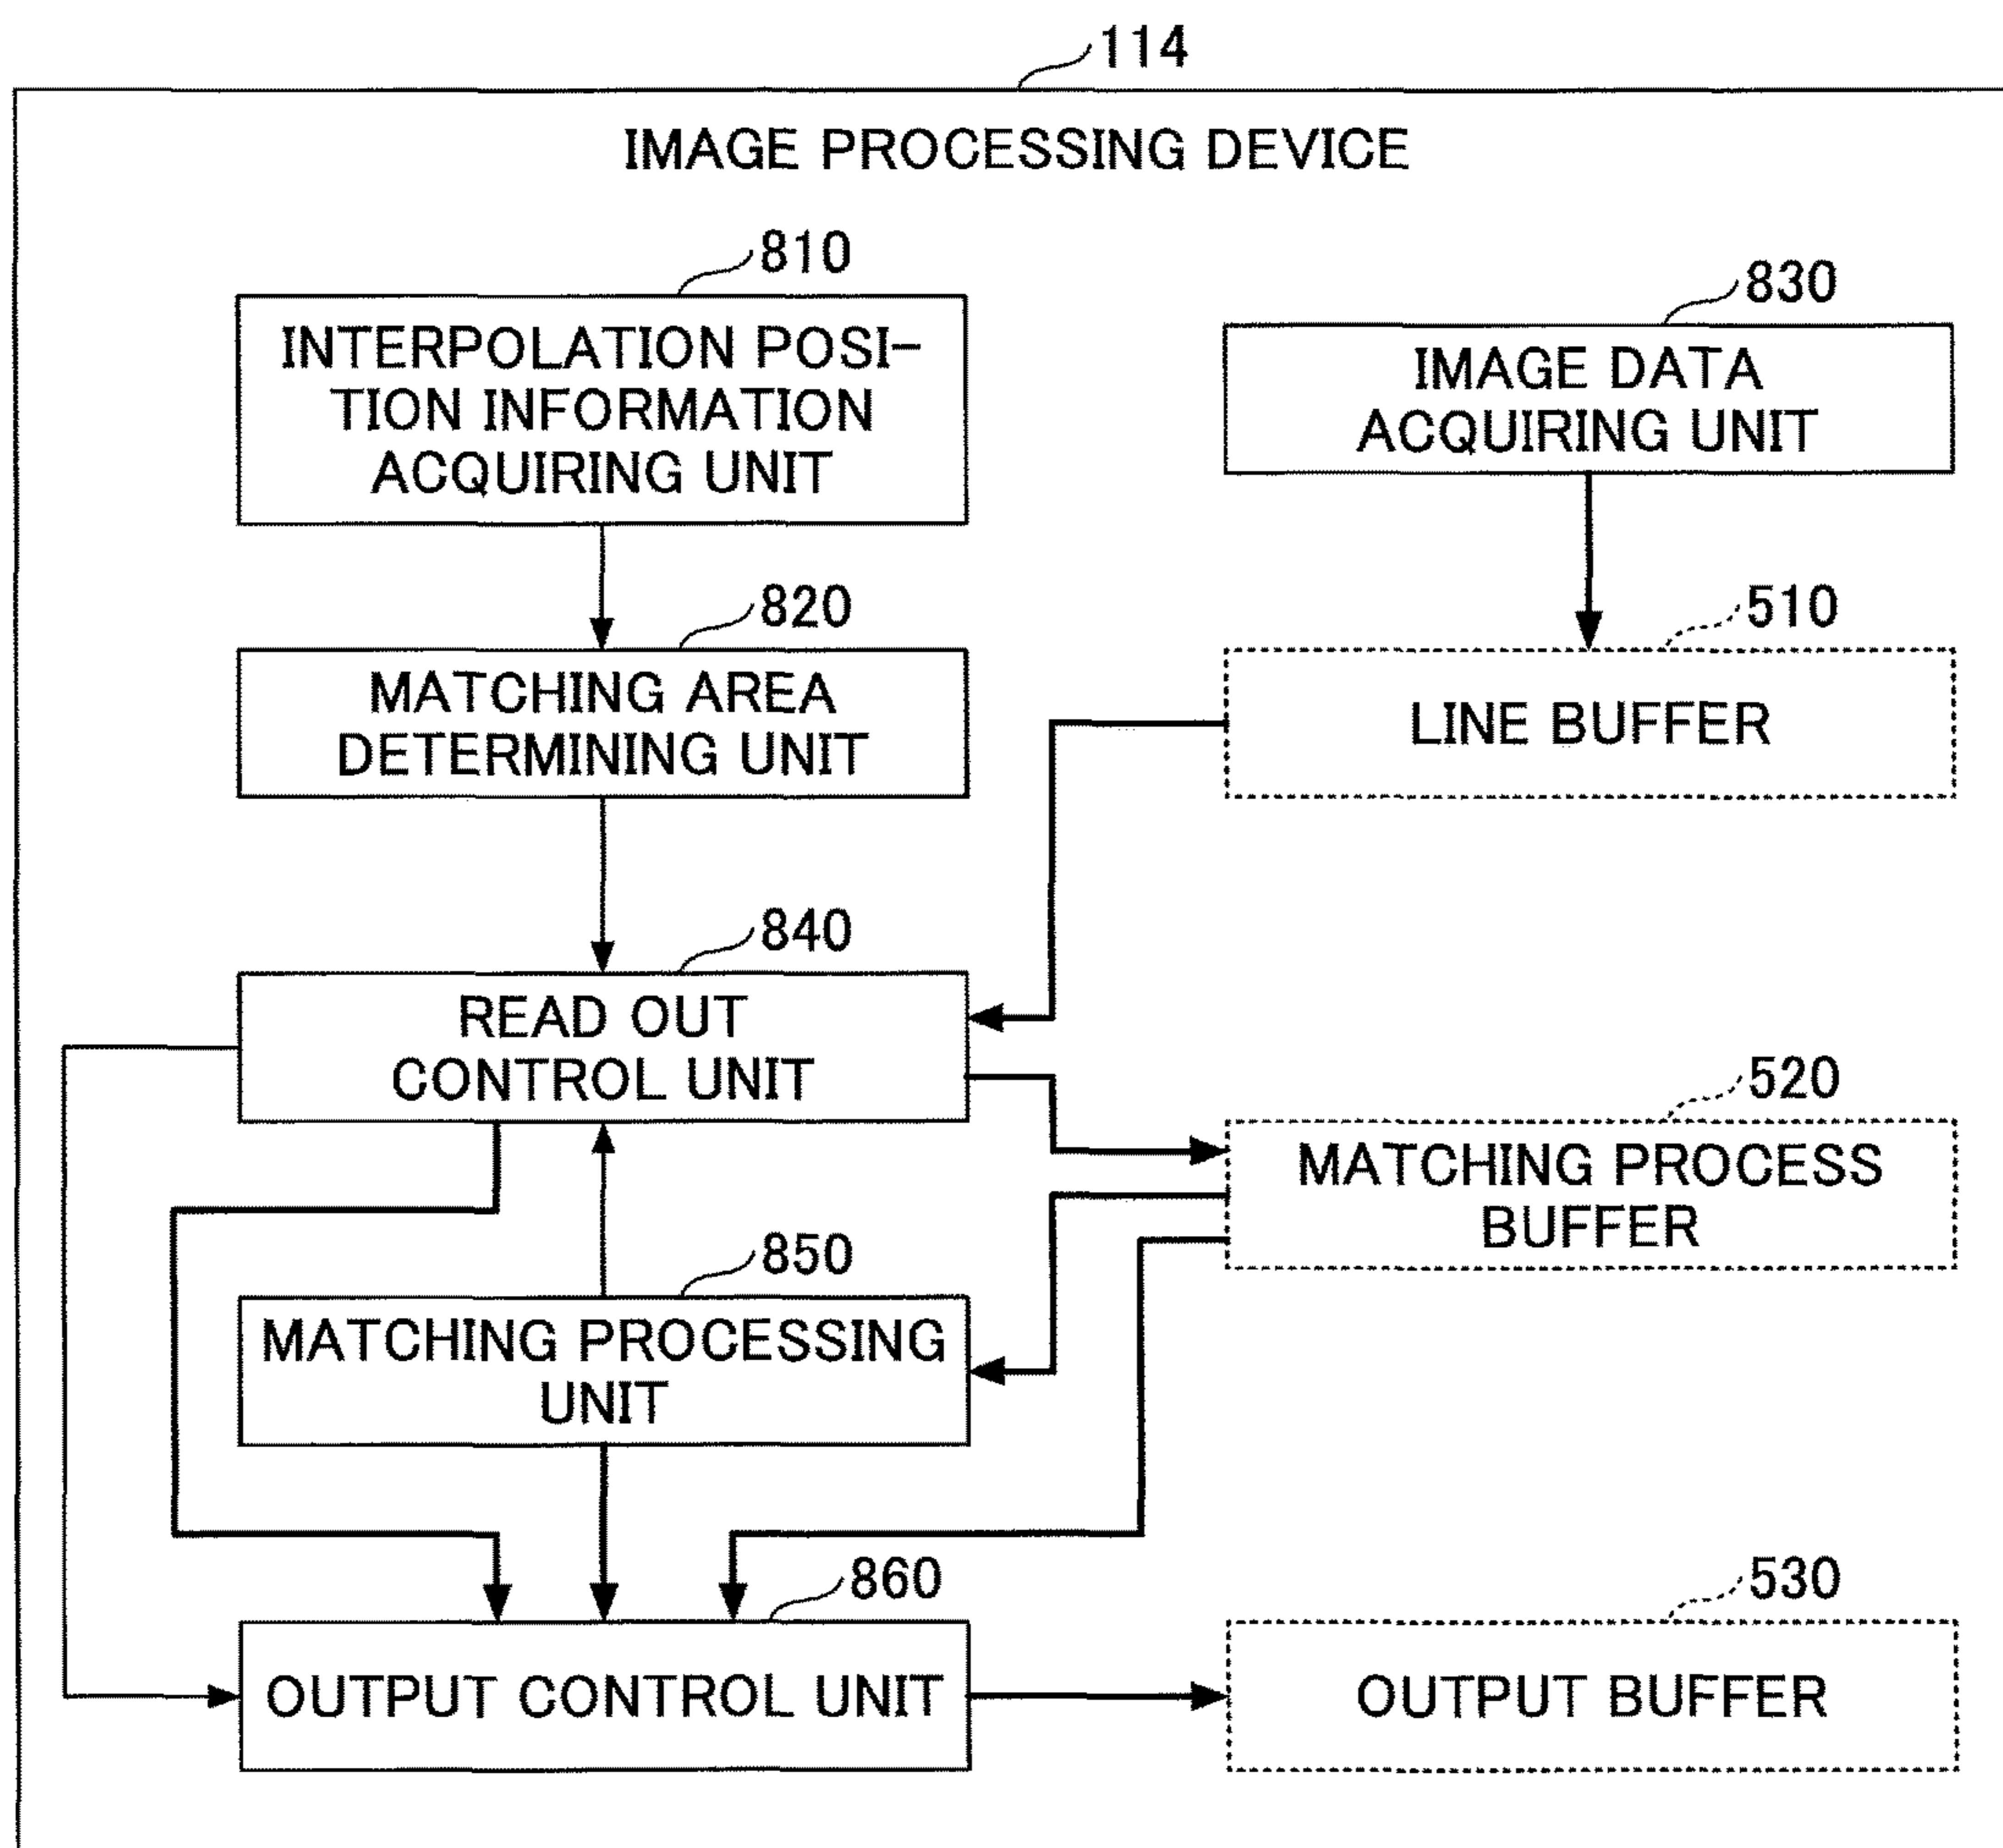 114
IMAGE PROCESSING DEVICE
810
INTERPOLATION POSI-
TION INFORMATION
ACQUIRING UNIT
830
IMAGE DATA
ACQUIRING UNIT
820
MATCHING AREA
DETERMINING UNIT
510
LINE BUFFER
840
READ OUT
CONTROL UNIT
520
MATCHING PROCESS
BUFFER
850
MATCHING PROCESSING
UNIT
860
OUTPUT CONTROL UNIT
530
OUTPUT BUFFER